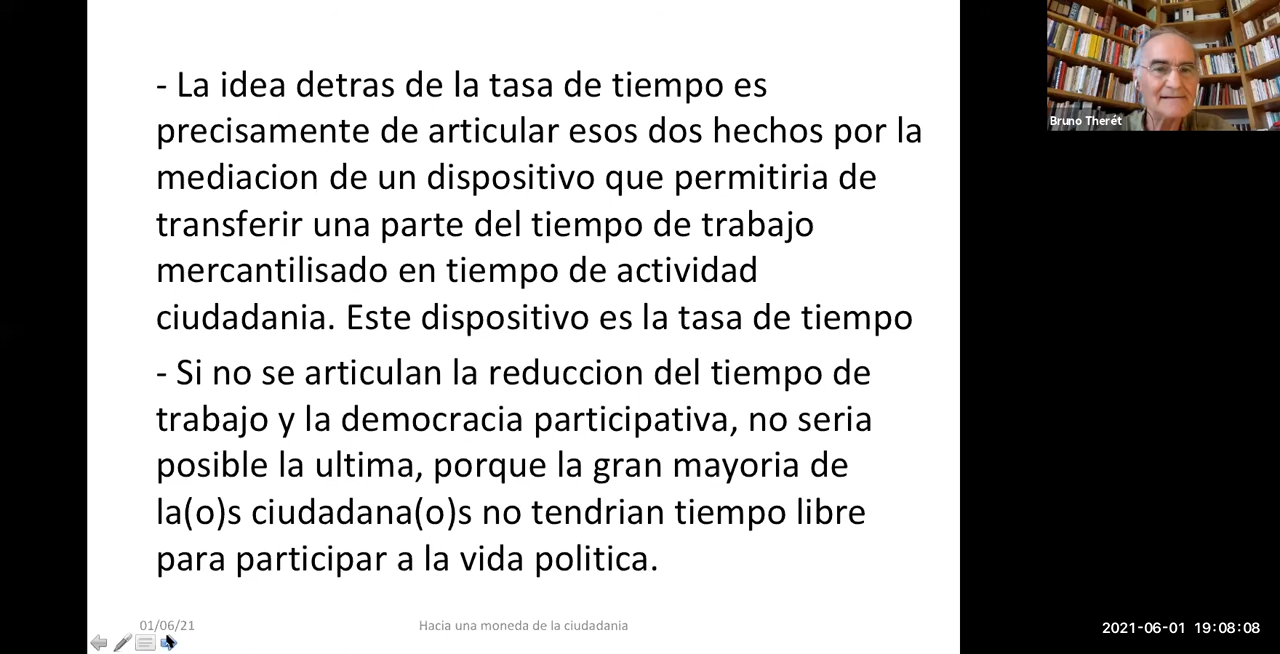 - La idea detras de la tasa de tiempo es
precisamente de articular esos dos hechos por la
mediacion de un dispositivo que permitiria de
transferir una parte del tiempo de trabajo
mercantilisado en tiempo de actividad
ciudadania. Este dispositivo es la tasa de tiempo
- Si no se articulan la reduccion del tiempo de
trabajo y la democracia participativa, no seria
posible la ultima, porque la gran mayoria de
la(o)s ciudadana(o)s no tendrian tiempo libre
para participar a la vida politica.
01/06/21
Hacia una moneda de la ciudadania
Bruno Therét
2021-06-01 19:08:08